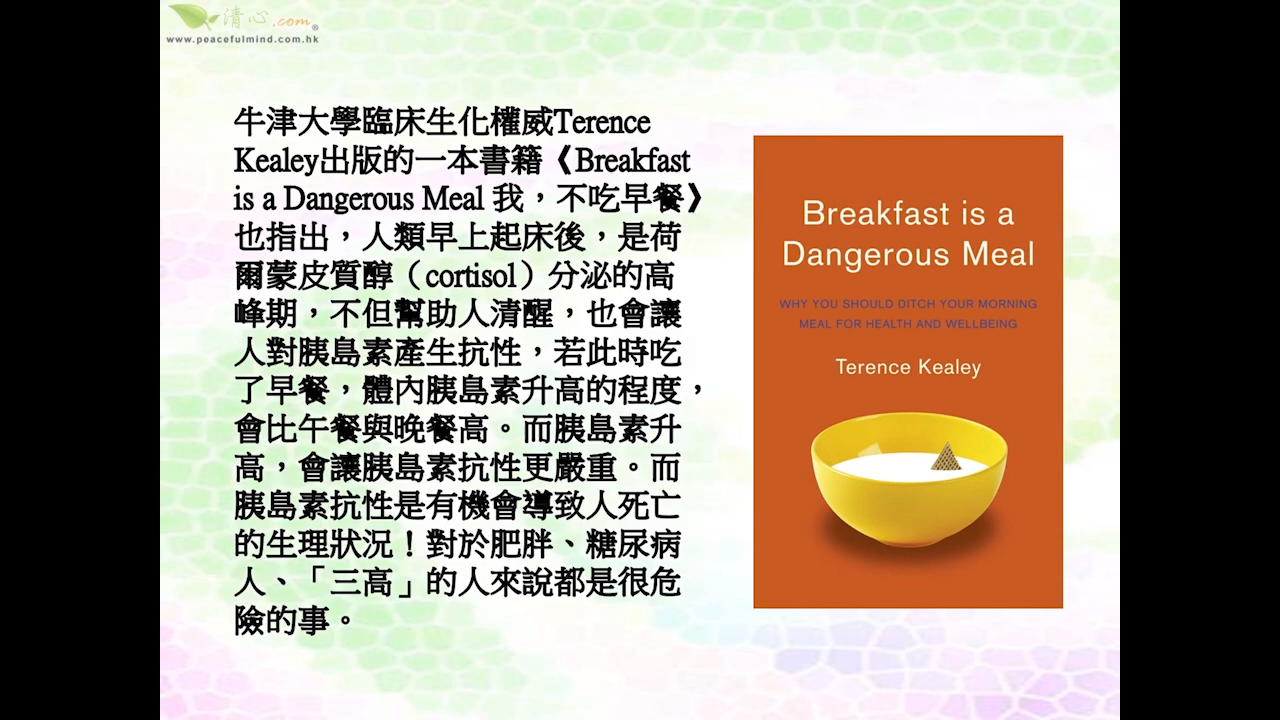 清心.com®
www.peacefulmind.com.hk
牛津大學臨床生化權威Terence
Kealey出版的一本書籍《Breakfast
is a Dangerous Meal 我，不吃早餐》
也指出，人類早上起床後，是荷
爾蒙皮質醇（cortisol）分泌的高
峰期，不但幫助人清醒，也會讓
人對胰島素產生抗性，若此時吃
了早餐，體內胰島素升高的程度，
會比午餐與晚餐高。而胰島素升
高，會讓胰島素抗性更嚴重。而
胰島素抗性是有機會導致人死亡
的生理狀況！對於肥胖、糖尿病
人、「三高」的人來說都是很危
險的事。
Breakfast is a
Dangerous Meal
WHY YOU SHOULD DITCH YOUR MORNING
MEAL FOR HEALTH AND WELLBEING
Terence Kealey